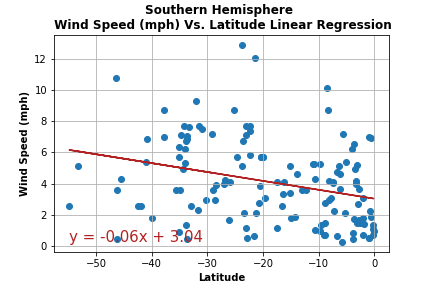 Southern Hemisphere
Wind Speed (mph) Vs. Latitude Linear Regression
Wind Speed (mph)
12
10
8
6
4
2
0
y = -0.06x + 3.04
−50
−40
−30
−20
−10
0
Latitude